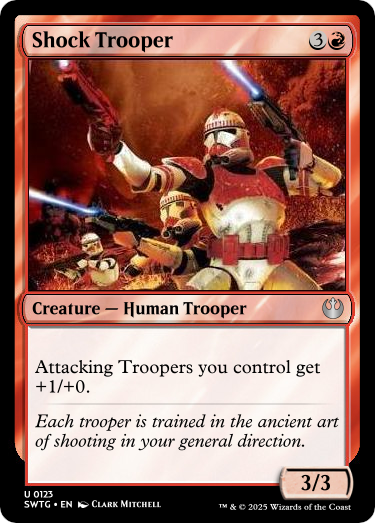 Shock Trooper 3
Creature — Human Trooper
Attacking Troopers you control get
+1/+0.
Each trooper is trained in the ancient art
of shooting in your general direction.
3/3
U 0123
SWTG • EN Clark Mitchell
™ & © 2025 Wizards of the Coast